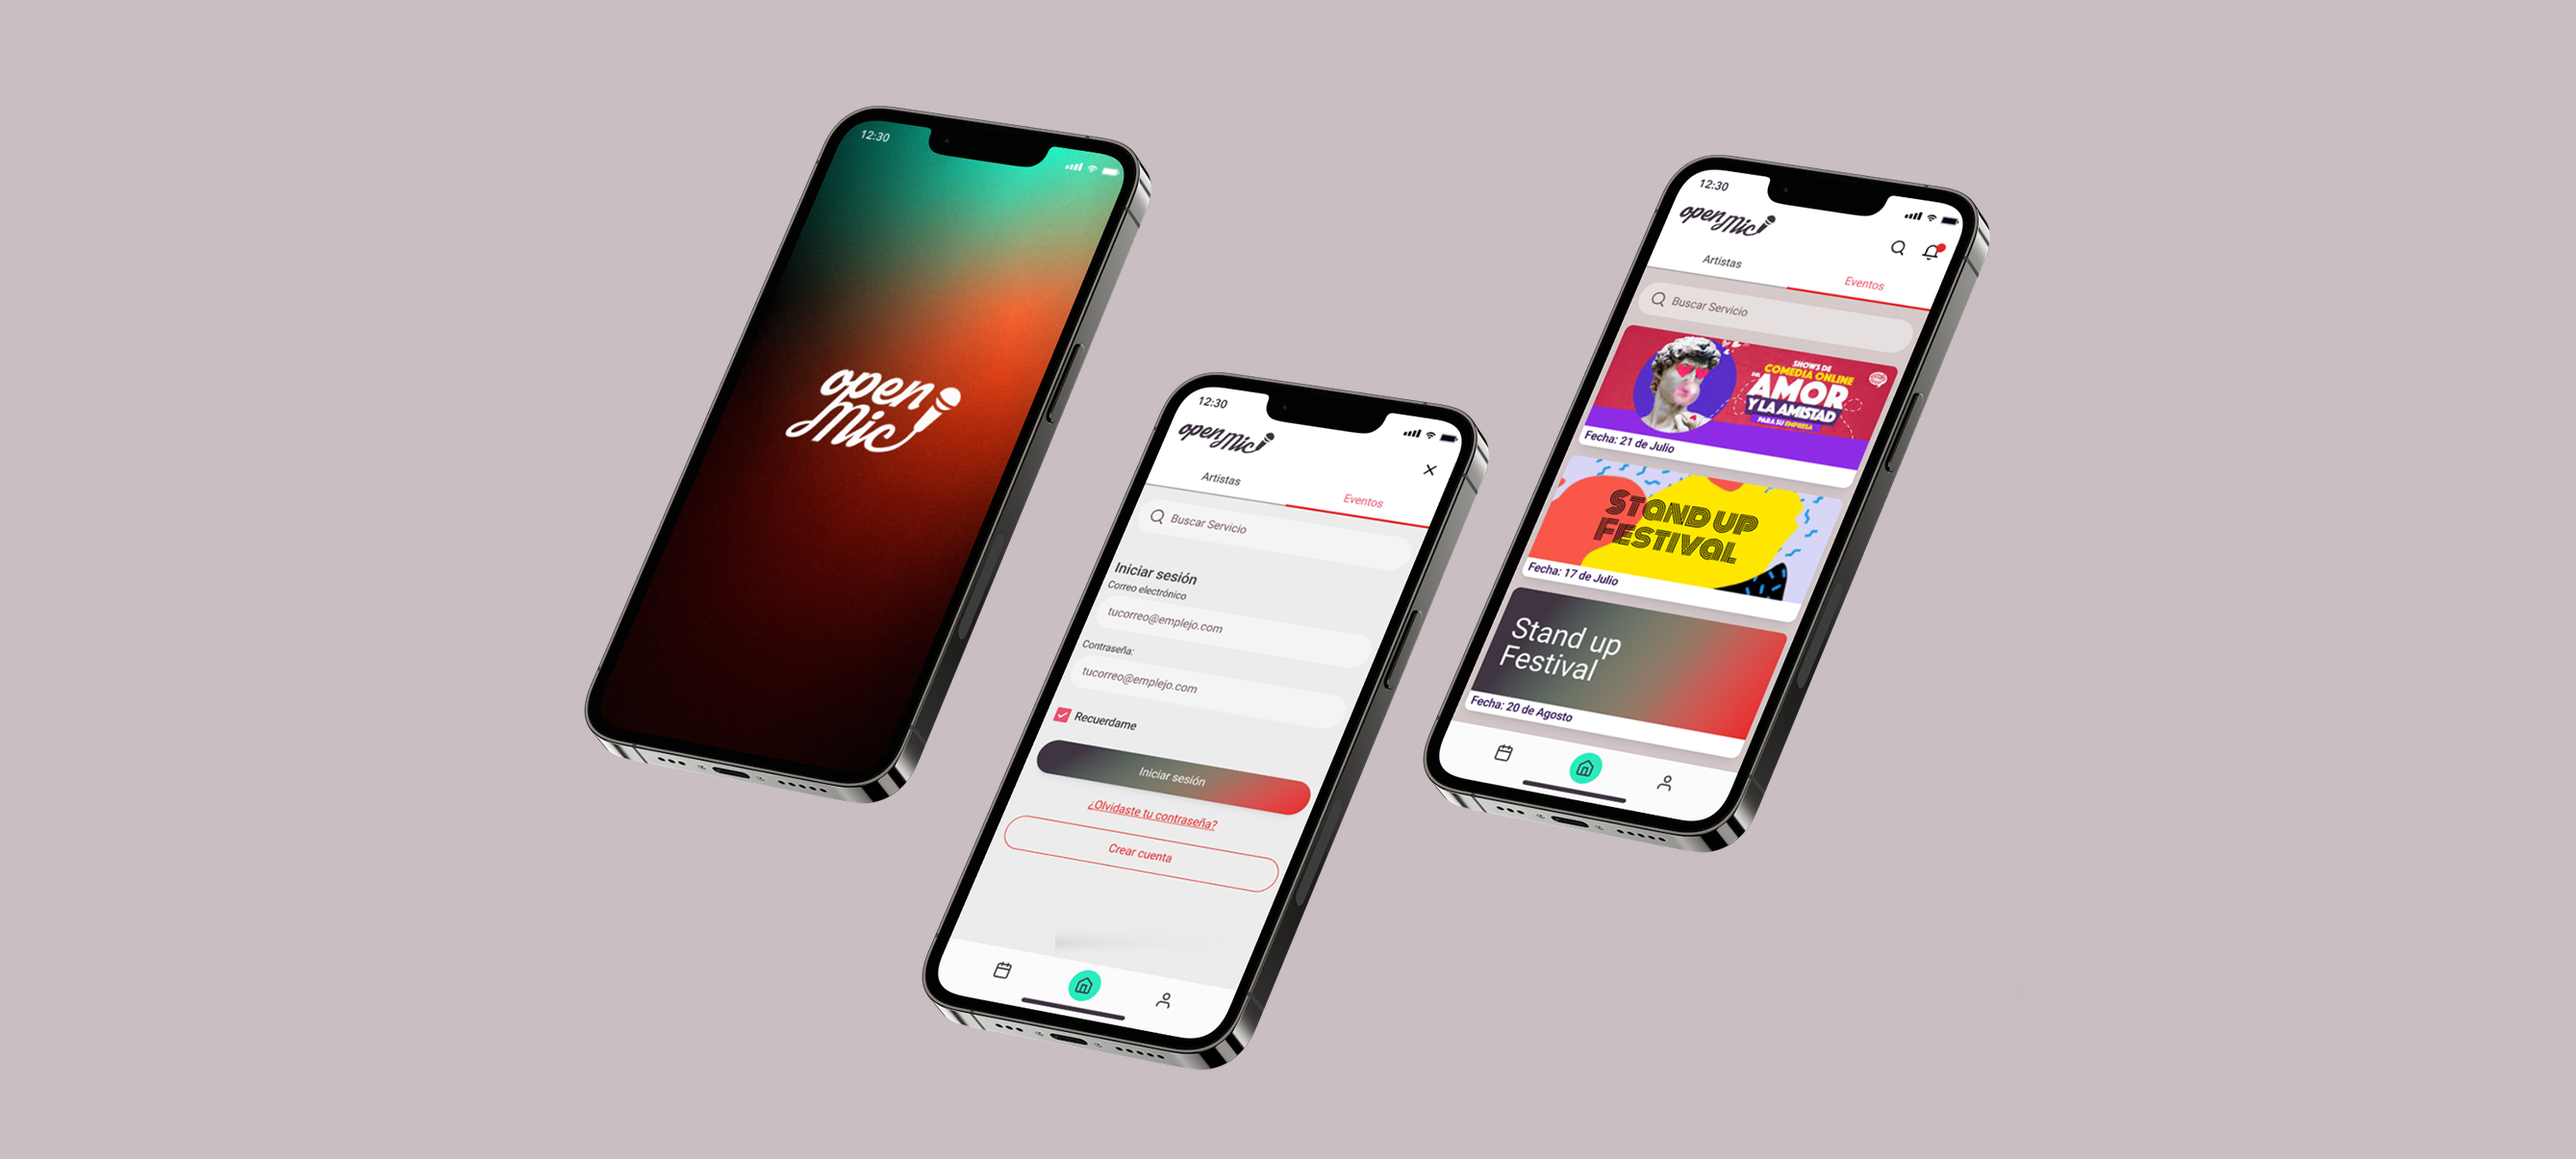 12:30
open
mic
12:30
open mic
Artistas
Eventos
Buscar Servicio
Iniciar sesión
Correo electrónico
tucorreo@emplejo.com
Contraseña:
tucorreo@emplejo.com
Recuerdame
Iniciar sesión
¿Olvidaste tu contraseña?
Crear cuenta
12:30
open mic
Artistas
Eventos
Buscar Servicio
SHOWS DE
COMEDIA ONLINE
DEL AMOR
Y LA AMISTAD
PARA SU EMPRESA
Fecha: 21 de Julio
STAND UP
FESTIVAL
Fecha: 17 de Julio
Stand up
Festival
Fecha: 20 de Agosto